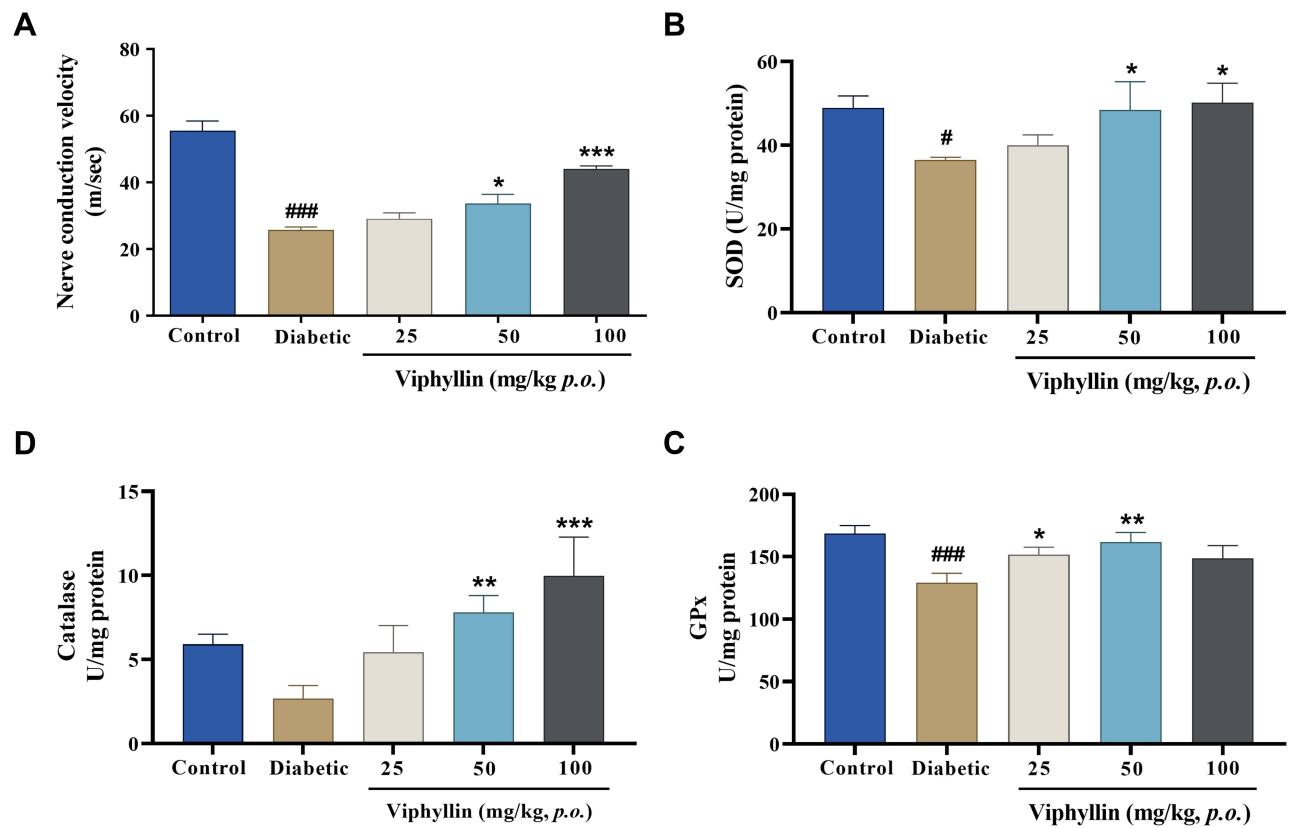 A
Nerve conduction velocity
(m/sec)
80
60
40
20
0
###
*
***
Control Diabetic 25 50 100
Viphyllin (mg/kg p.o.)
B
SOD (U/mg protein)
60
40
20
0
#
*
*
Control Diabetic 25 50 100
Viphyllin (mg/kg, p.o.)
D
Catalase
U/mg protein
15
10
5
0
**
***
Control Diabetic 25 50 100
Viphyllin (mg/kg, p.o.)
C
GPx
U/mg protein
200
150
100
50
0
###
*
**
Control Diabetic 25 50 100
Viphyllin (mg/kg, p.o.)